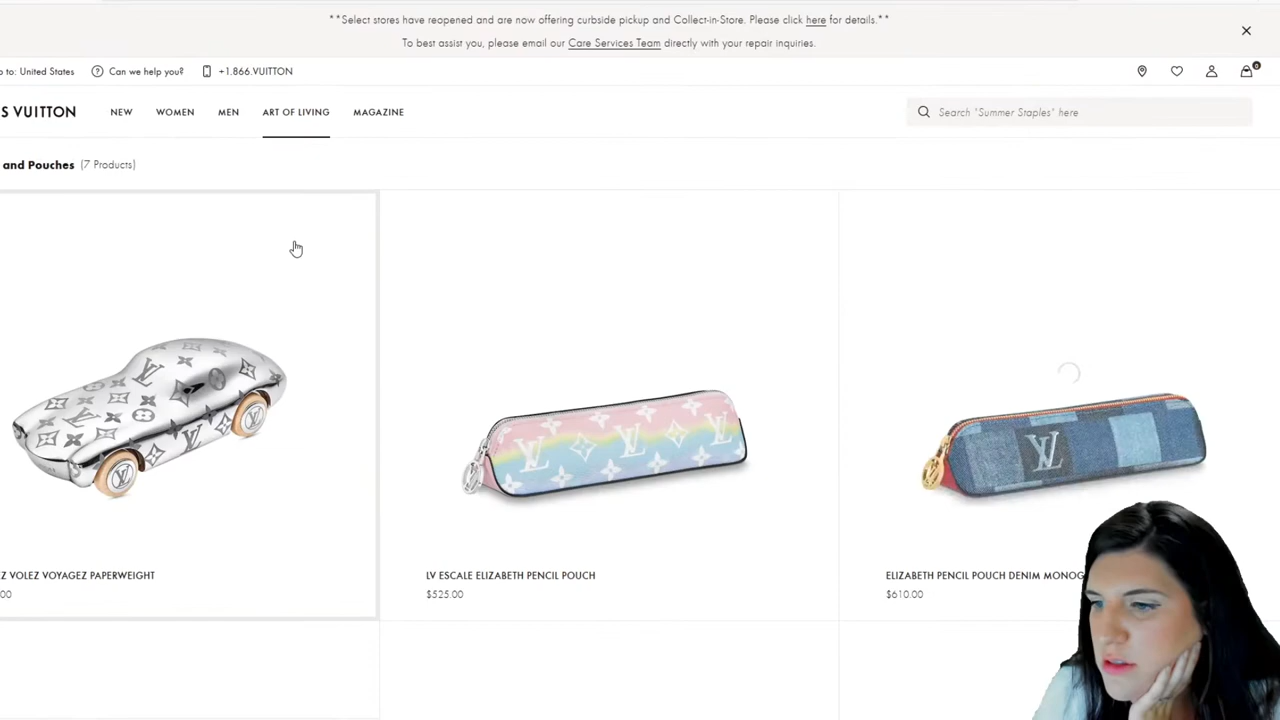 **Select stores have reopened and are now offering curbside pickup and Collect-in-Store. Please click here for details.**
To best assist you, please email our Care Services Team directly with your repair inquiries.
to: United States Can we help you? +1.866.VUITTON 0
S VUITTON NEW WOMEN MEN ART OF LIVING MAGAZINE Search "Summer Staples" here
and Pouches (7 Products)
LV
Z VOLEZ VOYAGEZ PAPERWEIGHT LV ESCALE ELIZABETH PENCIL POUCH ELIZABETH PENCIL POUCH DENIM MONOG
00 $525.00 $610.00